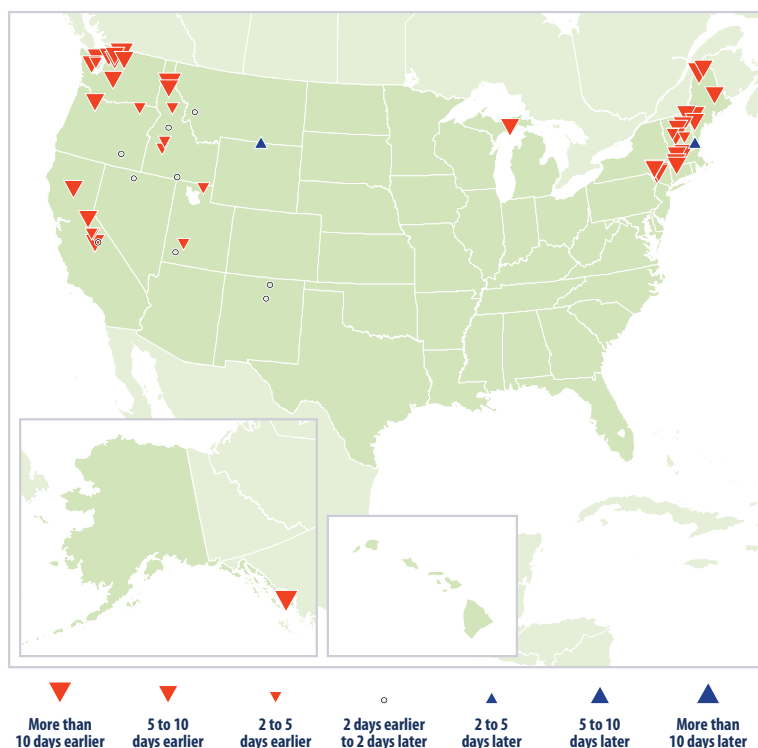 More than
10 days earlier
5 to 10
days earlier
2 to 5
days earlier
2 days earlier
to 2 days later
2 to 5
days later
5 to 10
days later
More than
10 days later